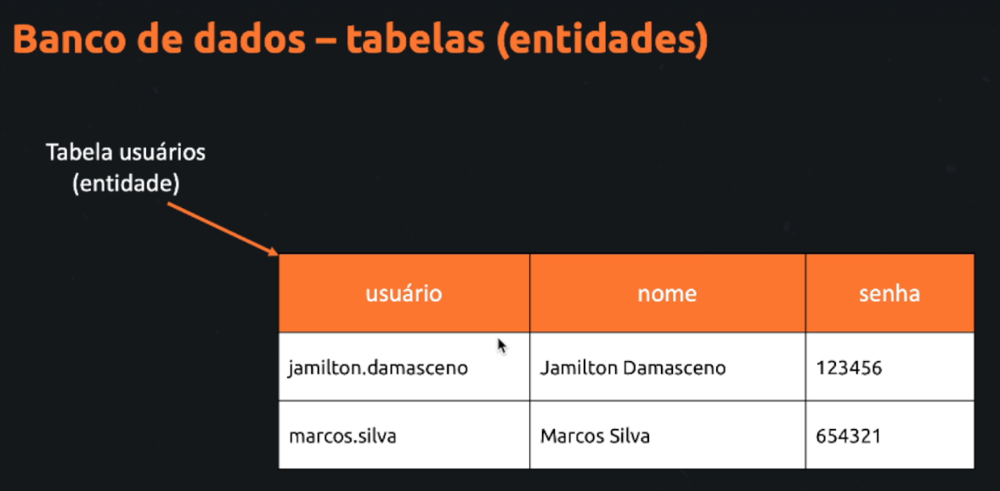 Banco de dados – tabelas (entidades)
Tabela usuários
(entidade)
usuário nome senha
jamilton.damasceno Jamilton Damasceno 123456
marcos.silva Marcos Silva 654321